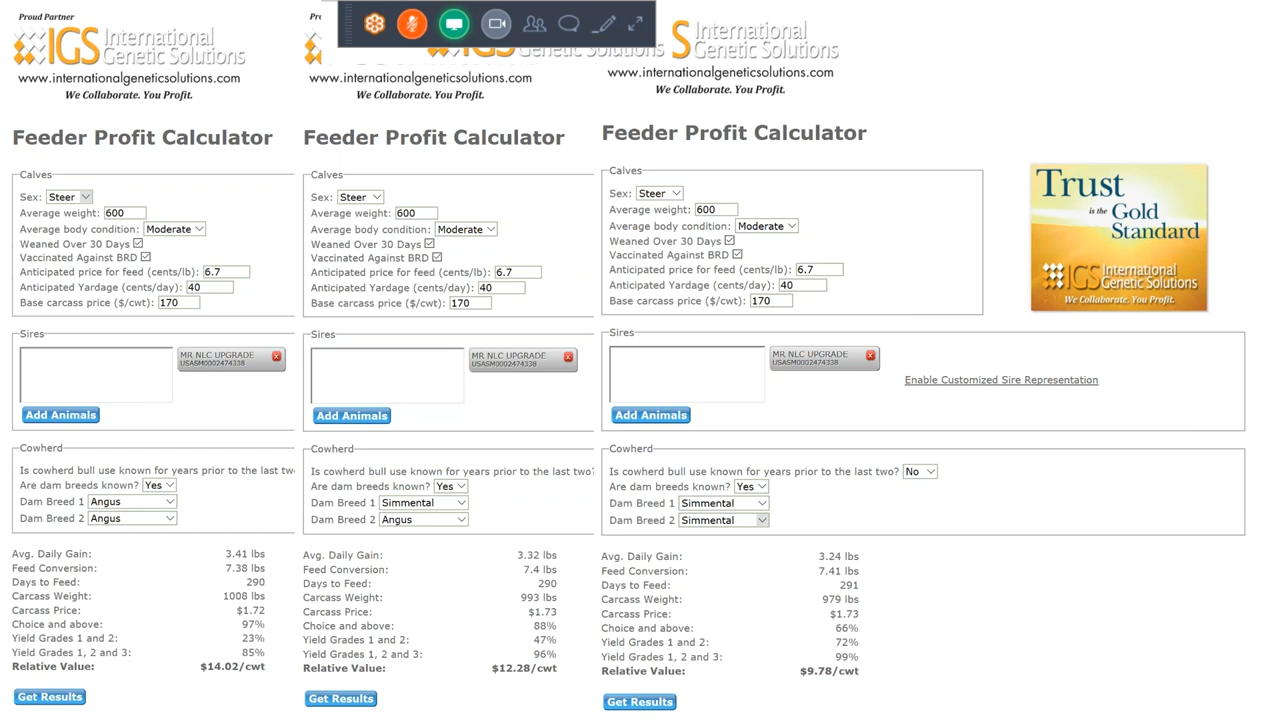 Proud Partner
IGS International
Genetic Solutions
www.internationalgeneticsolutions.com
We Collaborate. You Profit.
Feeder Profit Calculator
Calves
Sex: Steer
Average weight: 600
Average body condition: Moderate
Weaned Over 30 Days
Vaccinated Against BRD
Anticipated price for feed (cents/lb): 6.7
Anticipated Yardage (cents/day): 40
Base carcass price ($/cwt): 170
Sires
MR NLC UPGRADE
USASM0002474338
Add Animals
Cowherd
Is cowherd bull use known for years prior to the last two
Are dam breeds known? Yes
Dam Breed 1 Angus
Dam Breed 2 Angus
Avg. Daily Gain: 3.41 lbs
Feed Conversion: 7.38 lbs
Days to Feed: 290
Carcass Weight: 1008 lbs
Carcass Price: $1.72
Choice and above: 97%
Yield Grades 1 and 2: 23%
Yield Grades 1, 2 and 3: 85%
Relative Value: $14.02/cwt
Get Results
Pr
www.internationalgeneticsolutions.com
We Collaborate. You Profit.
Feeder Profit Calculator
Calves
Sex: Steer
Average weight: 600
Average body condition: Moderate
Weaned Over 30 Days
Vaccinated Against BRD
Anticipated price for feed (cents/lb): 6.7
Anticipated Yardage (cents/day): 40
Base carcass price ($/cwt): 170
Sires
MR NLC UPGRADE
USASM0002474338
Add Animals
Cowherd
Is cowherd bull use known for years prior to the last two?
Are dam breeds known? Yes
Dam Breed 1 Simmental
Dam Breed 2 Angus
Avg. Daily Gain: 3.32 lbs
Feed Conversion: 7.4 lbs
Days to Feed: 290
Carcass Weight: 993 lbs
Carcass Price: $1.73
Choice and above: 88%
Yield Grades 1 and 2: 47%
Yield Grades 1, 2 and 3: 96%
Relative Value: $12.28/cwt
Get Results
S International
Genetic Solutions
www.internationalgeneticsolutions.com
We Collaborate. You Profit.
Feeder Profit Calculator
Calves
Sex: Steer
Average weight: 600
Average body condition: Moderate
Weaned Over 30 Days
Vaccinated Against BRD
Anticipated price for feed (cents/lb): 6.7
Anticipated Yardage (cents/day): 40
Base carcass price ($/cwt): 170
Trust
is the Gold
Standard
IGS International
Genetic Solutions
We Collaborate. You Profit.
Sires
MR NLC UPGRADE
USASM0002474338
Enable Customized Sire Representation
Add Animals
Cowherd
Is cowherd bull use known for years prior to the last two? No
Are dam breeds known? Yes
Dam Breed 1 Simmental
Dam Breed 2 Simmental
Avg. Daily Gain: 3.24 lbs
Feed Conversion: 7.41 lbs
Days to Feed: 291
Carcass Weight: 979 lbs
Carcass Price: $1.73
Choice and above: 66%
Yield Grades 1 and 2: 72%
Yield Grades 1, 2 and 3: 99%
Relative Value: $9.78/cwt
Get Results